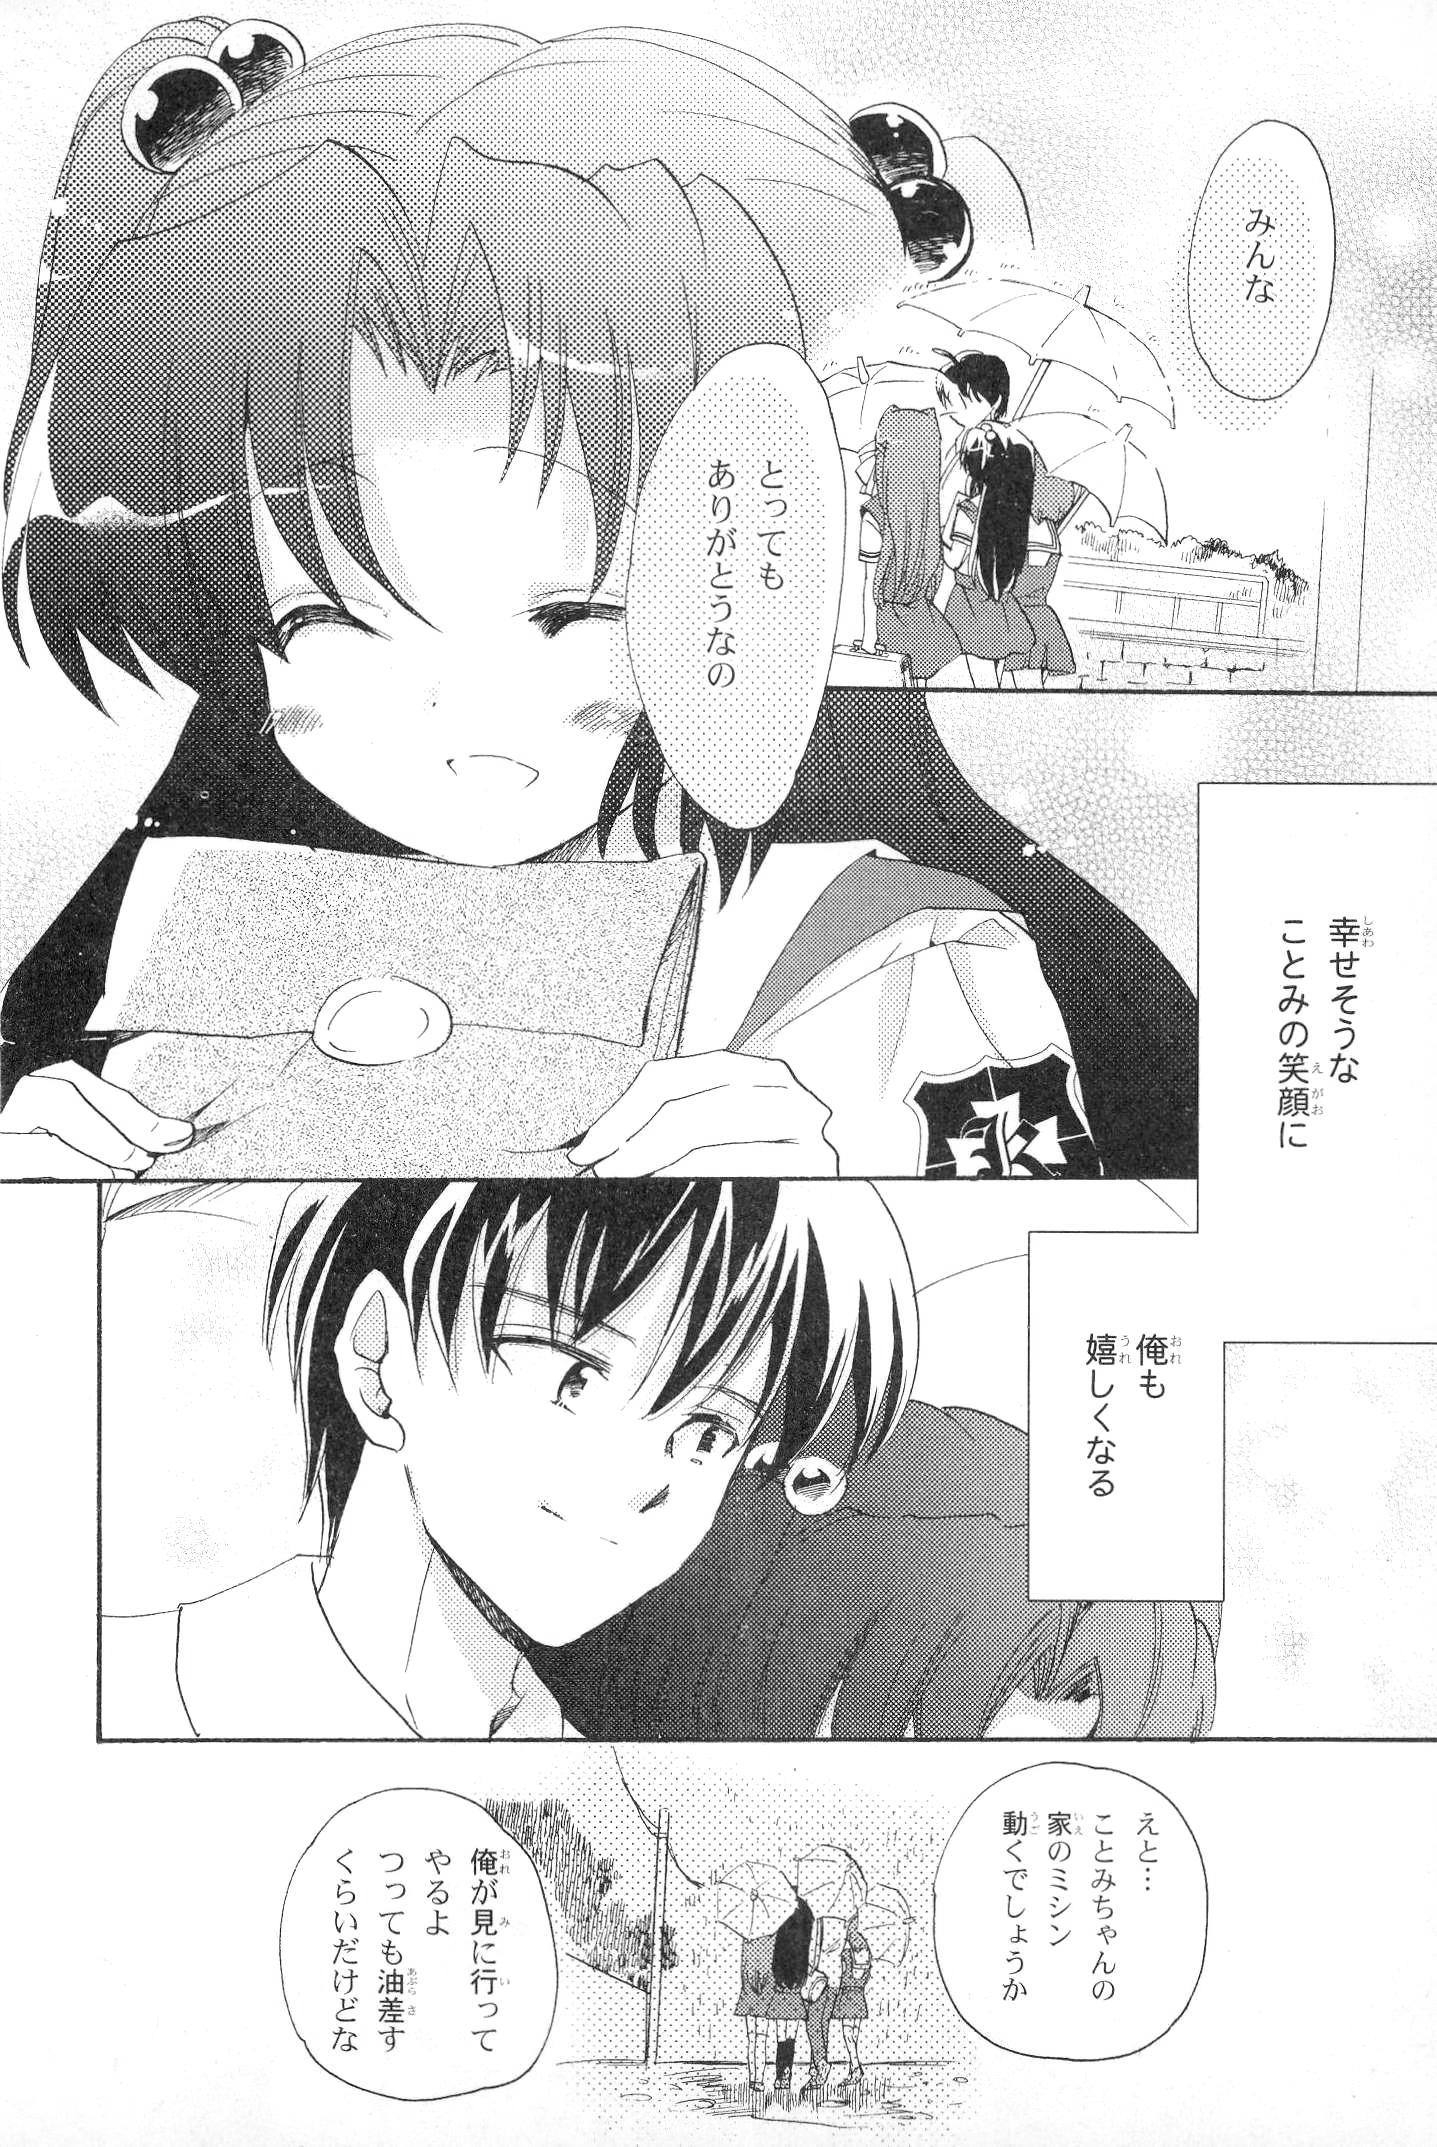 みんな
とっても
ありがとうなの
幸せそうな
ことみの笑顔に
俺も
嬉しくなる
えと…
ことみちゃんの
家のミシン
動くでしょうか
俺が見に行って
やるよ
つっても油差す
くらいだけどな